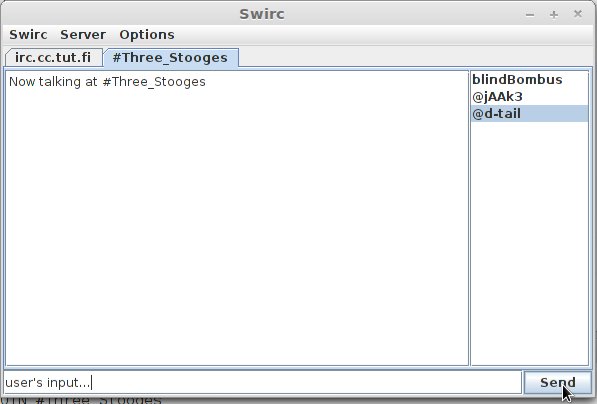 Swirc
Swirc Server Options
irc.cc.tut.fi #Three_Stooges
Now talking at #Three_Stooges
blindBombus
@jAAk3
@d-tail
user's input...
Send
#Three_Stooges